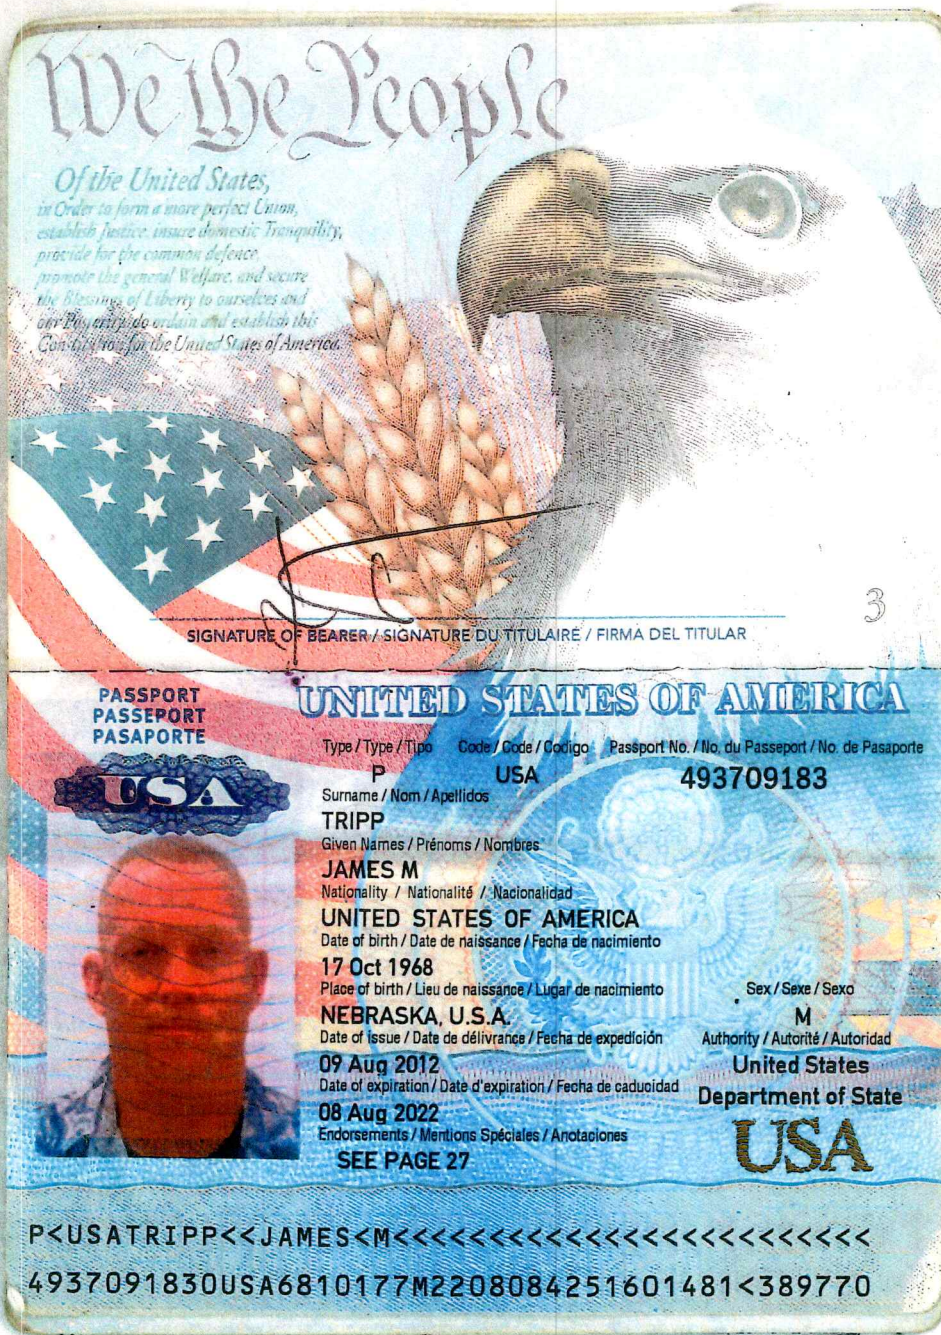 We the People
Of the United States,
in Order to form a more perfect Union,
establish Justice, insure domestic Tranquility,
provide for the common defence,
promote the general Welfare, and secure
the Blessings of Liberty to ourselves and
our Posterity, do ordain and establish this
Constitution for the United States of America.
3
SIGNATURE OF BEARER / SIGNATURE DU TITULAIRE / FIRMA DEL TITULAR
PASSPORT
PASSEPORT
PASAPORTE
USA
UNITED STATES OF AMERICA
Type / Type / Tipo Code / Code / Codigo Passport No. / No. du Passeport / No. de Pasaporte
P USA 493709183
Surname / Nom / Apellidos
TRIPP
Given Names / Prénoms / Nombres
JAMES M
Nationality / Nationalité / Nacionalidad
UNITED STATES OF AMERICA
Date of birth / Date de naissance / Fecha de nacimiento
17 Oct 1968
Place of birth / Lieu de naissance / Lugar de nacimiento Sex / Sexe / Sexo
NEBRASKA, U.S.A. M
Date of issue / Date de délivrance / Fecha de expedición Authority / Autorité / Autoridad
09 Aug 2012 United States
Date of expiration / Date d'expiration / Fecha de caducidad Department of State
08 Aug 2022
Endorsements / Mentions Spéciales / Anotaciones
SEE PAGE 27
USA
P<USATRIPP<<JAMES<M<<<<<<<<<<<<<<<<<<<<<<<<<
4937091830USA6810177M2208084251601481<389770